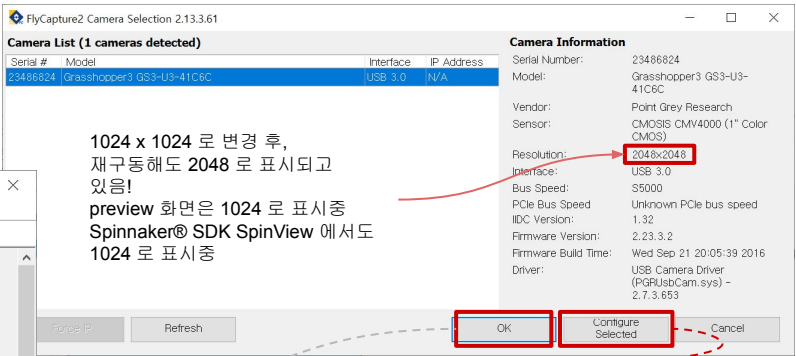 FlyCapture2 Camera Selection 2.13.3.61
Camera List (1 cameras detected)
Serial # Model Interface IP Address
23486824 Grasshopper3 GS3-U3-41C6C USB 3.0 N/A
1024 x 1024 로 변경 후,
재구동해도 2048 로 표시되고
있음!
preview 화면은 1024 로 표시중
Spinnaker® SDK SpinView 에서도
1024 로 표시중
Camera Information
Serial Number: 23486824
Model: Grasshopper3 GS3-U3-
41C6C
Vendor: Point Grey Research
Sensor: CMOSIS CMV4000 (1" Color
CMOS)
Resolution: 2048x2048
Interface: USB 3.0
Bus Speed: S5000
PCIe Bus Speed Unknown PCIe bus speed
IIDC Version: 1.32
Firmware Version: 2.23.3.2
Firmware Build Time: Wed Sep 21 20:05:39 2016
Driver: USB Camera Driver
(PGRUsbCam.sys) -
2.7.3.653
Force IP Refresh OK Configure
Selected Cancel